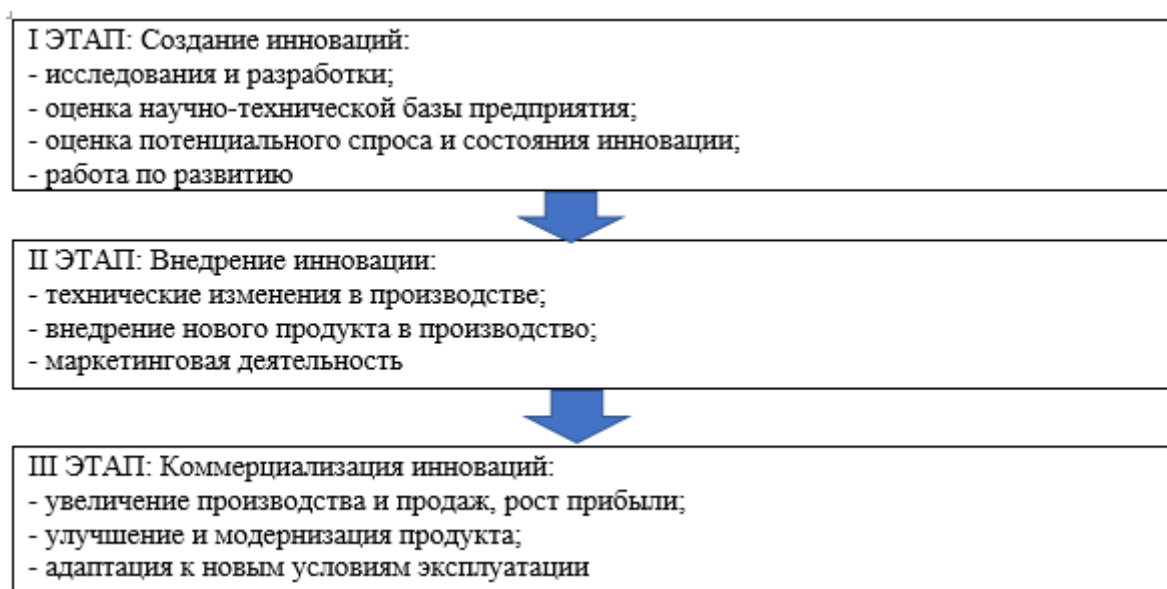 I ЭТАП: Создание инноваций:
- исследования и разработки;
- оценка научно-технической базы предприятия;
- оценка потенциального спроса и состояния инновации;
- работа по развитию
II ЭТАП: Внедрение инновации:
- технические изменения в производстве;
- внедрение нового продукта в производство;
- маркетинговая деятельность
III ЭТАП: Коммерциализация инноваций:
- увеличение производства и продаж, рост прибыли;
- улучшение и модернизация продукта;
- адаптация к новым условиям эксплуатации